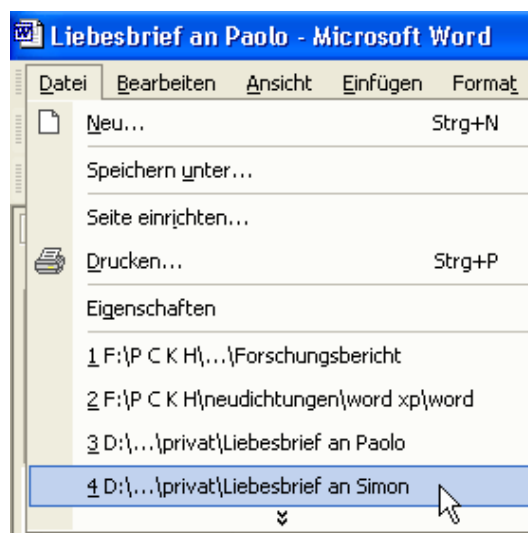 Liebesbrief an Paolo - Microsoft Word
Datei Bearbeiten Ansicht Einfügen Format
Neu... Strg+N
Speichern unter...
Seite einrichten...
Drucken... Strg+P
Eigenschaften
1 F:\P C K H\...\Forschungsbericht
2 F:\P C K H\neudichtungen\word xp\word
3 D:\...\privat\Liebesbrief an Paolo
4 D:\...\privat\Liebesbrief an Simon